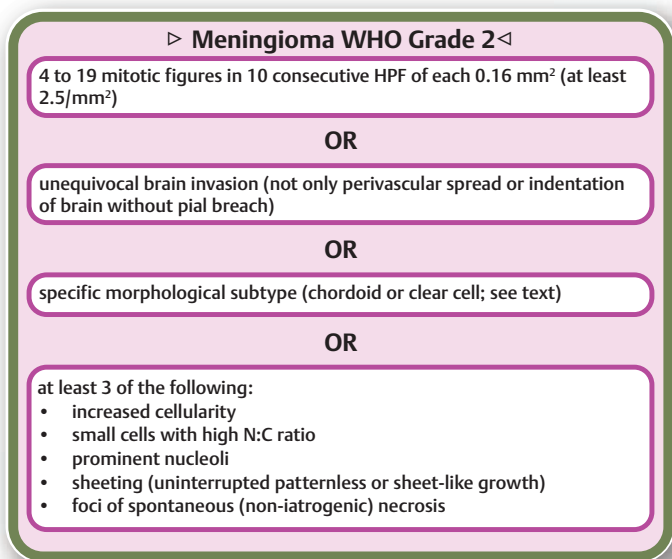 ▷ Meningioma WHO Grade 2◁
4 to 19 mitotic figures in 10 consecutive HPF of each 0.16 mm² (at least
2.5/mm²)
OR
unequivocal brain invasion (not only perivascular spread or indentation
of brain without pial breach)
OR
specific morphological subtype (chordoid or clear cell; see text)
OR
at least 3 of the following:
• increased cellularity
• small cells with high N:C ratio
• prominent nucleoli
• sheeting (uninterrupted patternless or sheet-like growth)
• foci of spontaneous (non-iatrogenic) necrosis